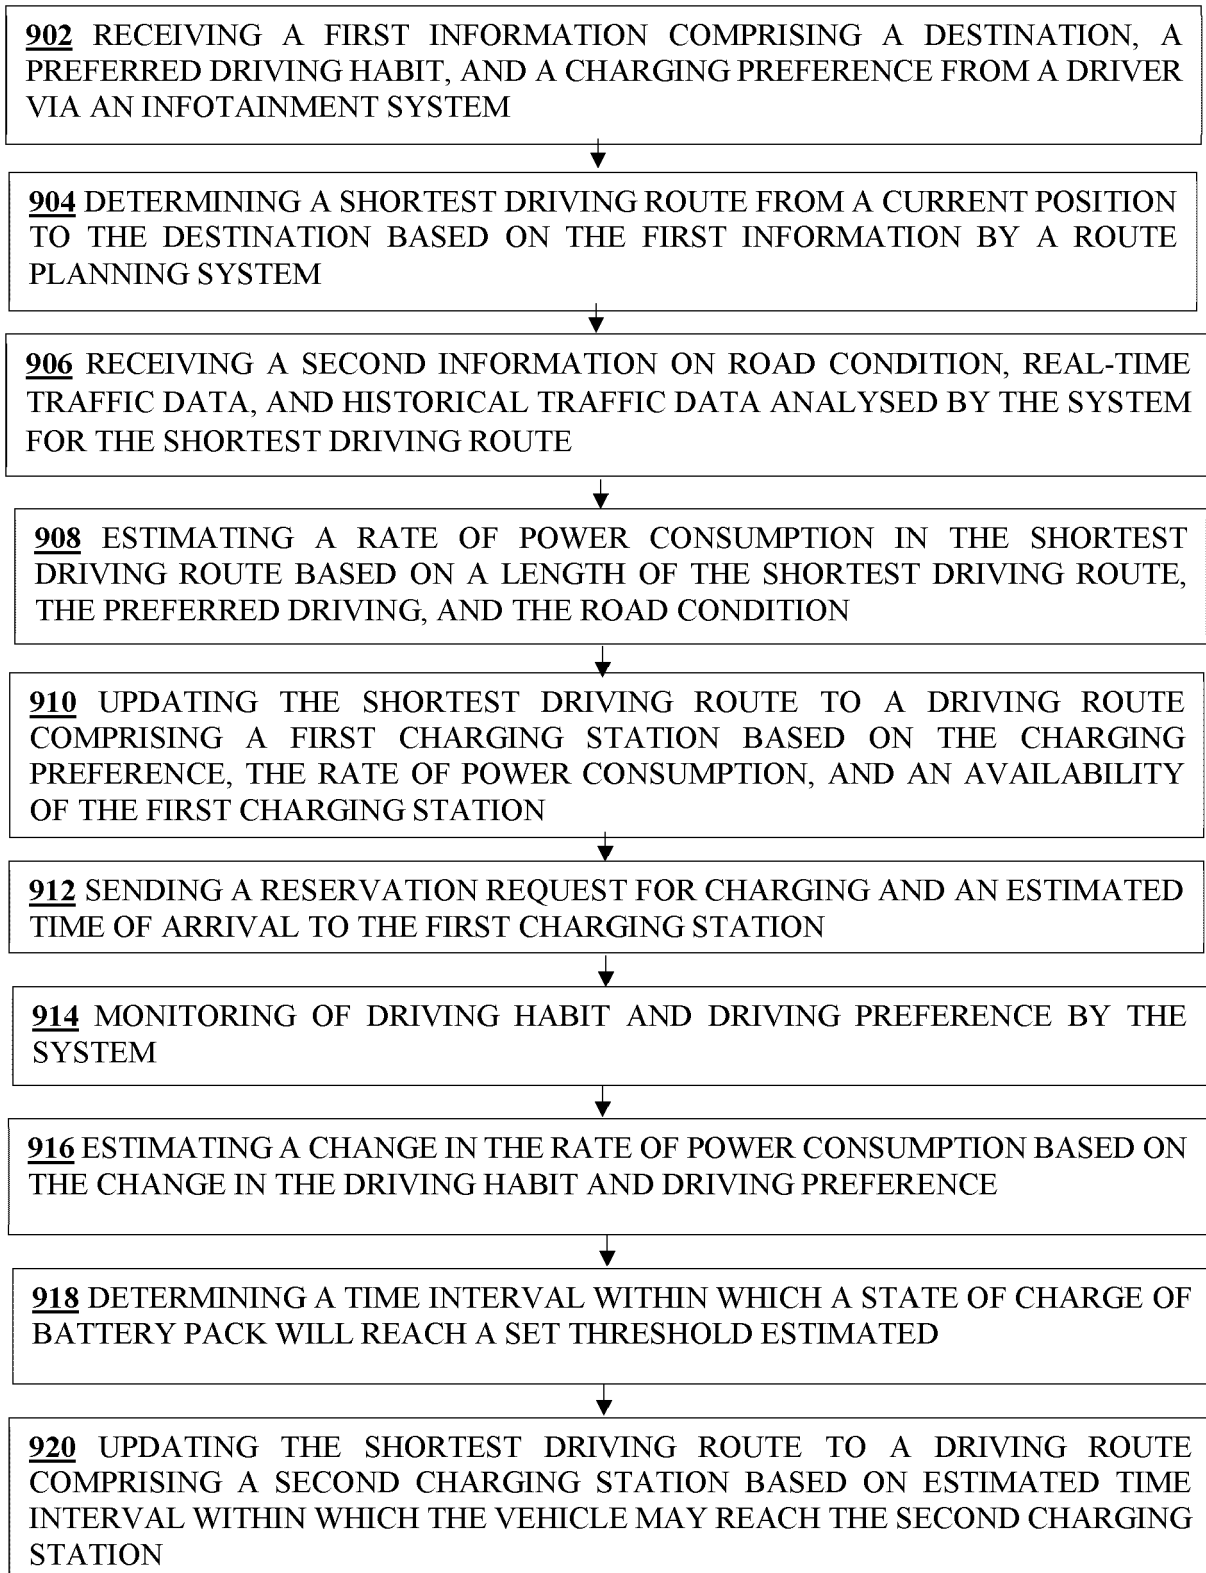 902 RECEIVING A FIRST INFORMATION COMPRISING A DESTINATION, A
PREFERRED DRIVING HABIT, AND A CHARGING PREFERENCE FROM A DRIVER
VIA AN INFOTAINMENT SYSTEM
904 DETERMINING A SHORTEST DRIVING ROUTE FROM A CURRENT POSITION
TO THE DESTINATION BASED ON THE FIRST INFORMATION BY A ROUTE
PLANNING SYSTEM
906 RECEIVING A SECOND INFORMATION ON ROAD CONDITION, REAL-TIME
TRAFFIC DATA, AND HISTORICAL TRAFFIC DATA ANALYSED BY THE SYSTEM
FOR THE SHORTEST DRIVING ROUTE
908 ESTIMATING A RATE OF POWER CONSUMPTION IN THE SHORTEST
DRIVING ROUTE BASED ON A LENGTH OF THE SHORTEST DRIVING ROUTE,
THE PREFERRED DRIVING, AND THE ROAD CONDITION
910 UPDATING THE SHORTEST DRIVING ROUTE TO A DRIVING ROUTE
COMPRISING A FIRST CHARGING STATION BASED ON THE CHARGING
PREFERENCE, THE RATE OF POWER CONSUMPTION, AND AN AVAILABILITY
OF THE FIRST CHARGING STATION
912 SENDING A RESERVATION REQUEST FOR CHARGING AND AN ESTIMATED
TIME OF ARRIVAL TO THE FIRST CHARGING STATION
914 MONITORING OF DRIVING HABIT AND DRIVING PREFERENCE BY THE
SYSTEM
916 ESTIMATING A CHANGE IN THE RATE OF POWER CONSUMPTION BASED ON
THE CHANGE IN THE DRIVING HABIT AND DRIVING PREFERENCE
918 DETERMINING A TIME INTERVAL WITHIN WHICH A STATE OF CHARGE OF
BATTERY PACK WILL REACH A SET THRESHOLD ESTIMATED
920 UPDATING THE SHORTEST DRIVING ROUTE TO A DRIVING ROUTE
COMPRISING A SECOND CHARGING STATION BASED ON ESTIMATED TIME
INTERVAL WITHIN WHICH THE VEHICLE MAY REACH THE SECOND CHARGING
STATION